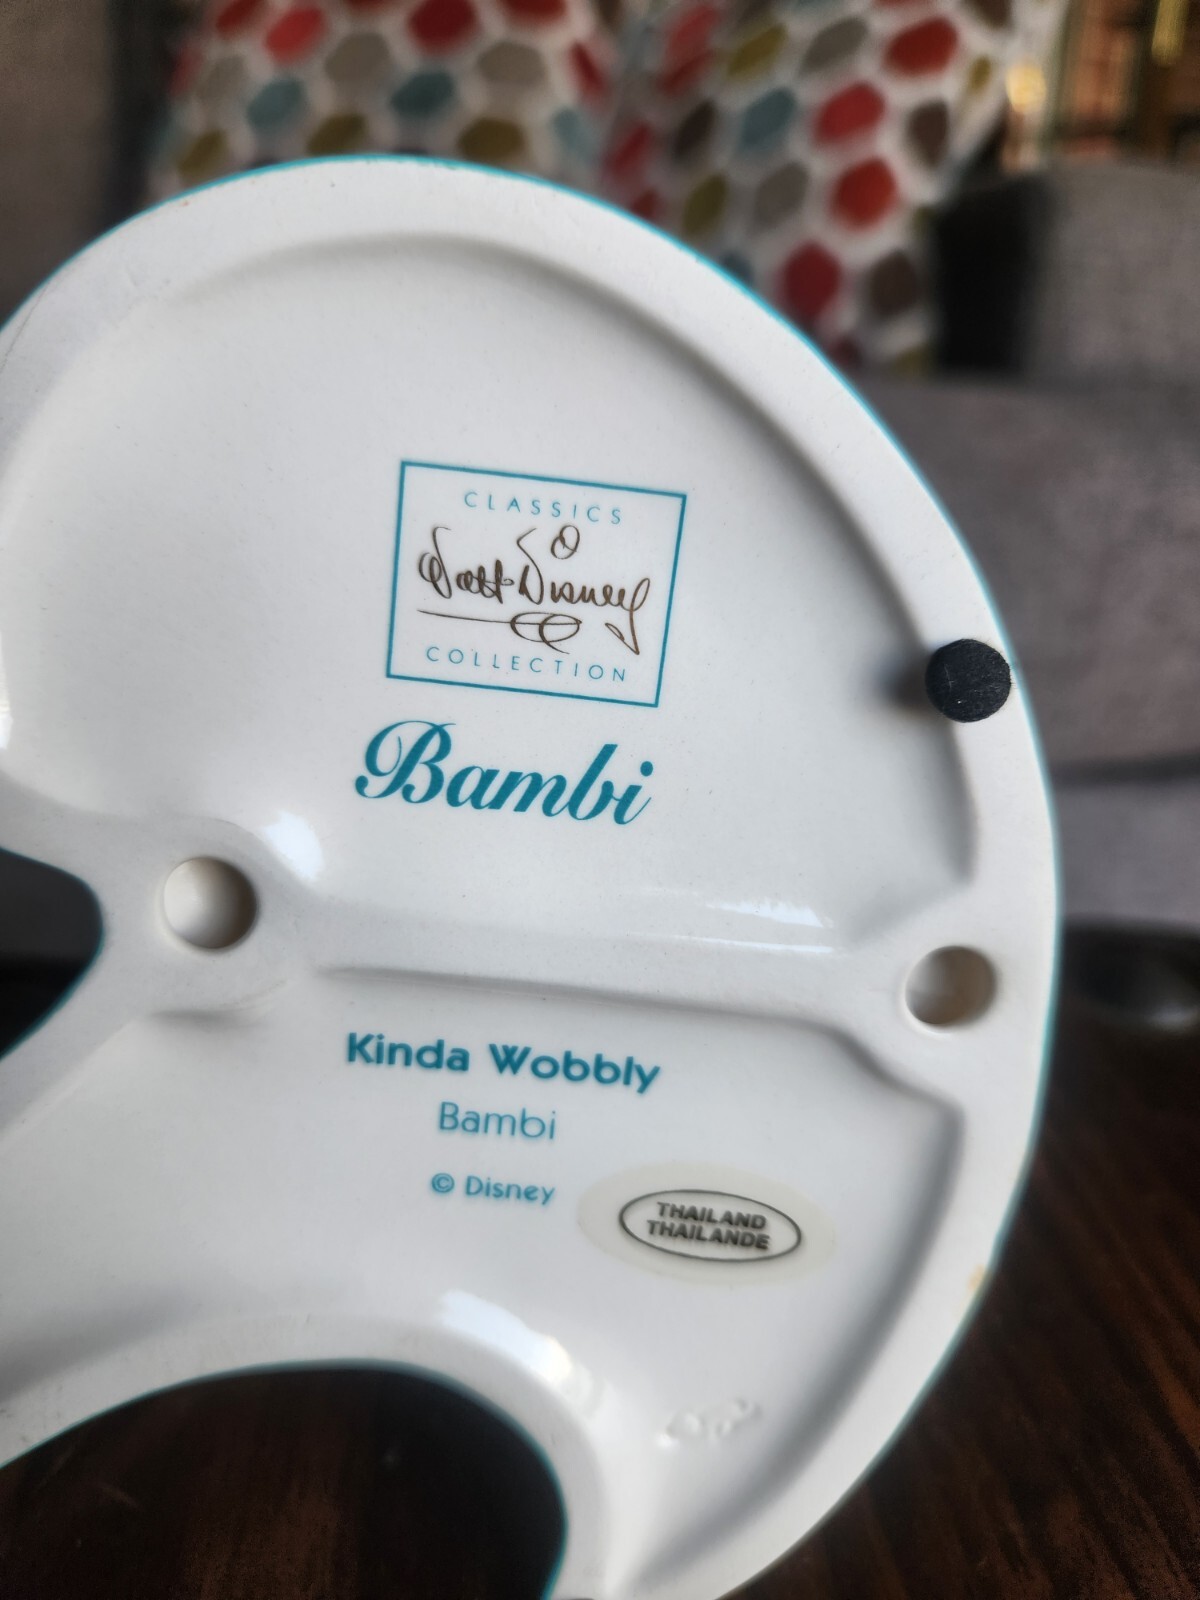 CLASSICS
Walt Disney
COLLECTION
Bambi
Kinda Wobbly
Bambi
© Disney
THAILAND
THAILANDE